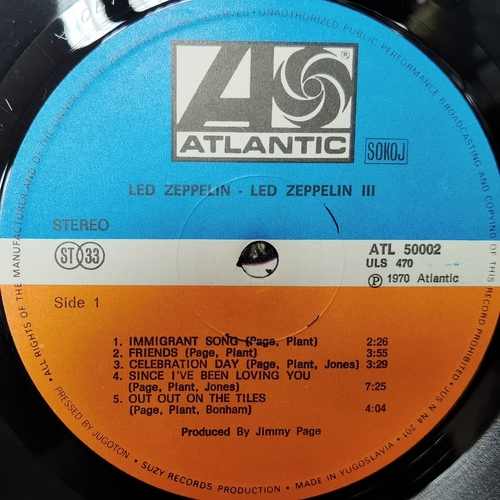 UNAUTHORIZED PUBLIC PERFORMANCE BROADCASTING AND COPYING OF THIS RECORD PROHIBITED · JUS N N4 201 · MADE IN YUGOSLAVIA · SUZY RECORDS PRODUCTION · PRESSED BY JUGOTON · ALL RIGHTS OF THE MANUFACTURER AND OF THE
ATLANTIC
SOKOJ
LED ZEPPELIN - LED ZEPPELIN III
STEREO
ST 33
ATL 50002
ULS 470
Ⓟ 1970 Atlantic
Side 1
1. IMMIGRANT SONG (Page, Plant) 2:26
2. FRIENDS (Page, Plant) 3:55
3. CELEBRATION DAY (Page, Plant, Jones) 3:29
4. SINCE I'VE BEEN LOVING YOU
(Page, Plant, Jones) 7:25
5. OUT OUT ON THE TILES
(Page, Plant, Bonham) 4:04
Produced By Jimmy Page